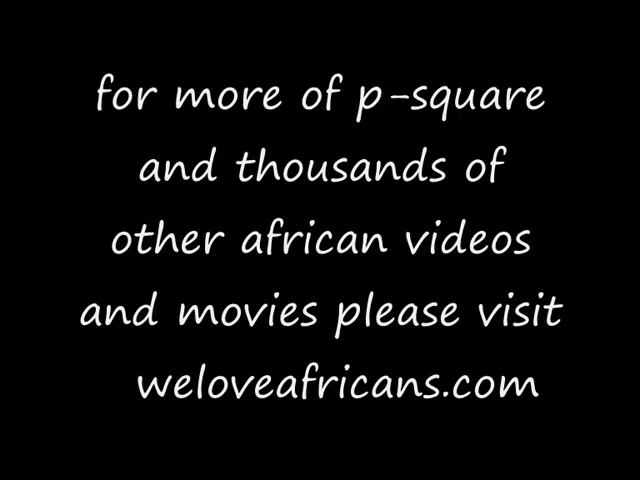 for more of p-square
and thousands of
other african videos
and movies please visit
weloveafricans.com